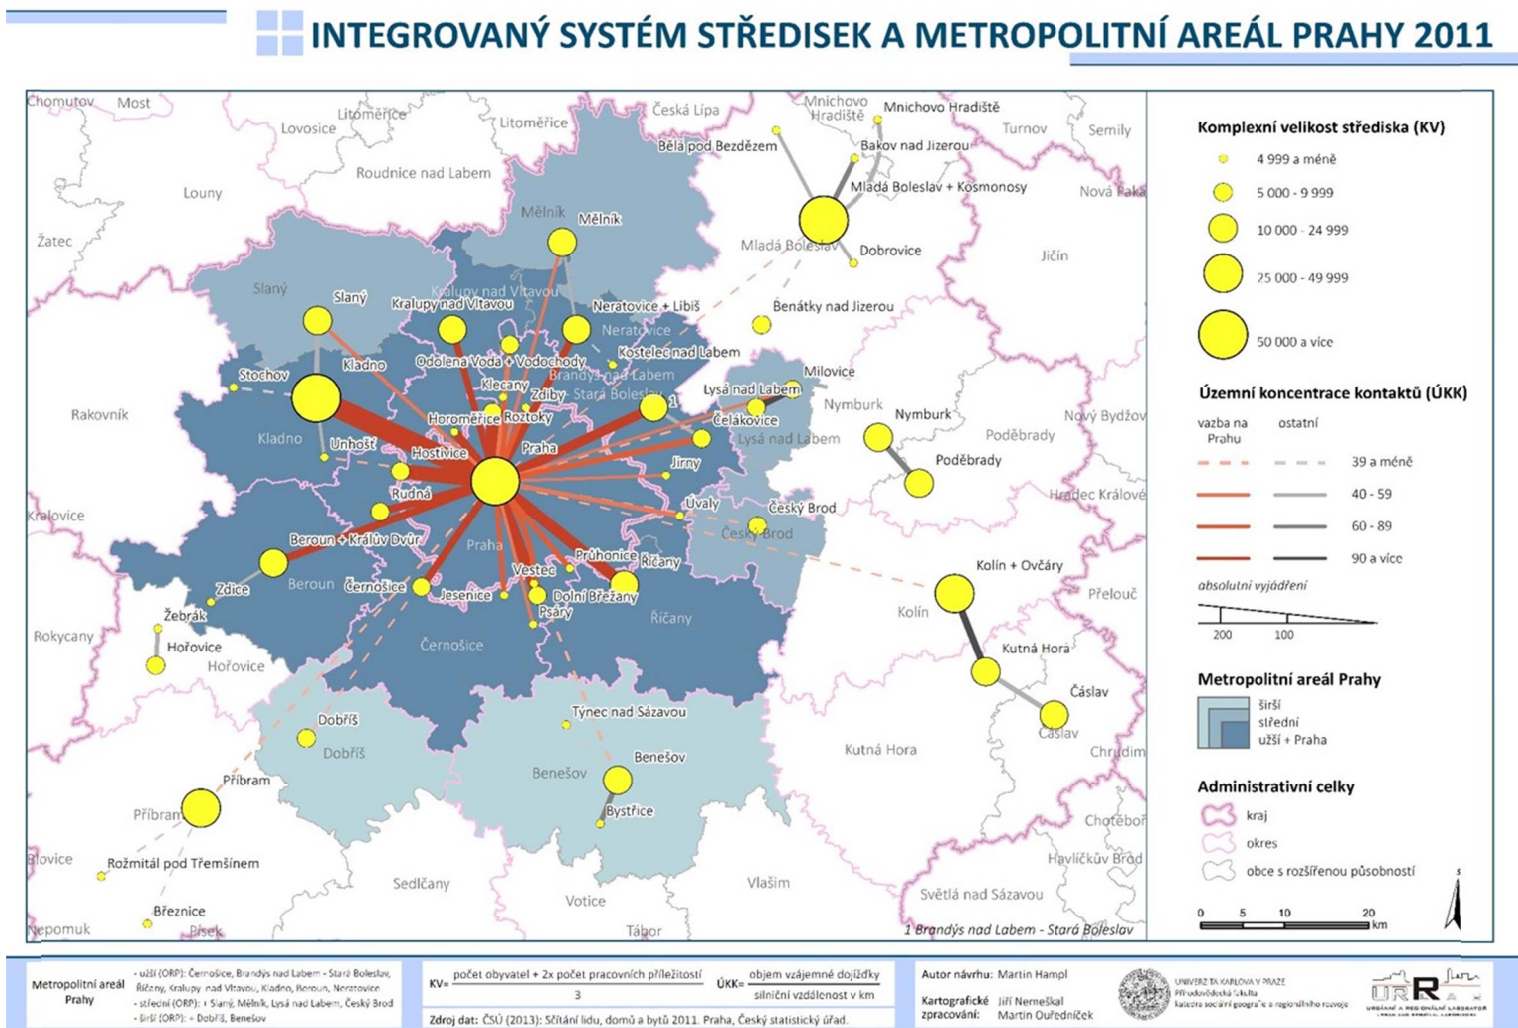 INTEGROVANÝ SYSTÉM STŘEDISEK A METROPOLITNÍ AREÁL PRAHY 2011
Chomutov
Most
Litoměřice
Lovosice
Litoměřice
Česká Lípa
Mnichovo
Hradiště
Mnichovo Hradiště
Turnov
Semily
Roudnice nad Labem
Bělá pod Bezdězem
Bakov nad Jizerou
Louny
Mladá Boleslav + Kosmonosy
Nová Paka
Žatec
Mělník
Mělník
Mladá Boleslav
Dobrovice
Jičín
Slaný
Slaný
Kralupy nad Vltavou
Kralupy nad Vltavou
Neratovice + Libiš
Neratovice
Benátky nad Jizerou
Kladno
Odolena Voda + Vodochody
Kostelec nad Labem
Stochov
Brandýs nad Labem
Stará Boleslav
Klecany
Zdiby
Lysá nad Labem
Milovice
Nymburk
Rakovník
Horoměřice
Roztoky
1
Čelákovice
Nymburk
Nový Bydžov
Kladno
Unhošť
Hostivice
Praha
Lysá nad Labem
Poděbrady
Jirny
Poděbrady
Rudná
Úvaly
Český Brod
Hradec Králové
Kralovice
Beroun + Králův Dvůr
Praha
Český Brod
Průhonice
Říčany
Vestec
Kolín + Ovčáry
Beroun
Černošice
Jesenice
Dolní Břežany
Přelouč
Zdice
Psáry
Kolín
Žebrák
Říčany
Rokycany
Hořovice
Hořovice
Černošice
Kutná Hora
Čáslav
Dobříš
Týnec nad Sázavou
Čáslav
Dobříš
Kutná Hora
Chrudim
Benešov
Benešov
Příbram
Příbram
Bystřice
Chotěboř
Blovice
Rožmitál pod Třemšínem
Havlíčkův Brod
Sedlčany
Vlašim
Světlá nad Sázavou
Březnice
Votice
Nepomuk
Písek
Tábor
1 Brandýs nad Labem - Stará Boleslav
Komplexní velikost střediska (KV)
4 999 a méně
5 000 - 9 999
10 000 - 24 999
25 000 - 49 999
50 000 a více
Územní koncentrace kontaktů (ÚKK)
vazba na
Prahu
ostatní
39 a méně
40 - 59
60 - 89
90 a více
absolutní vyjádření
200
100
Metropolitní areál Prahy
širší
střední
užší + Praha
Administrativní celky
kraj
okres
obce s rozšířenou působností
0 5 10 20
km
Metropolitní areál
Prahy
- užší (ORP): Černošice, Brandýs nad Labem - Stará Boleslav,
Říčany, Kralupy nad Vltavou, Kladno, Beroun, Neratovice
- střední (ORP): + Slaný, Mělník, Lysá nad Labem, Český Brod
- širší (ORP): + Dobříš, Benešov
KV= počet obyvatel + 2x počet pracovních příležitostí
3
ÚKK= objem vzájemné dojížďky
silniční vzdálenost v km
Zdroj dat: ČSÚ (2013): Sčítání lidu, domů a bytů 2011. Praha, Český statistický úřad.
Autor návrhu: Martin Hampl
Kartografické
zpracování:
Jiří Nemeškal
Martin Ouředníček
UNIVERZITA KARLOVA V PRAZE
Přírodovědecká fakulta
katedra sociální geografie a regionálního rozvoje
URRLab
URBÁNNÍ A REGIONÁLNÍ LABORATOŘ